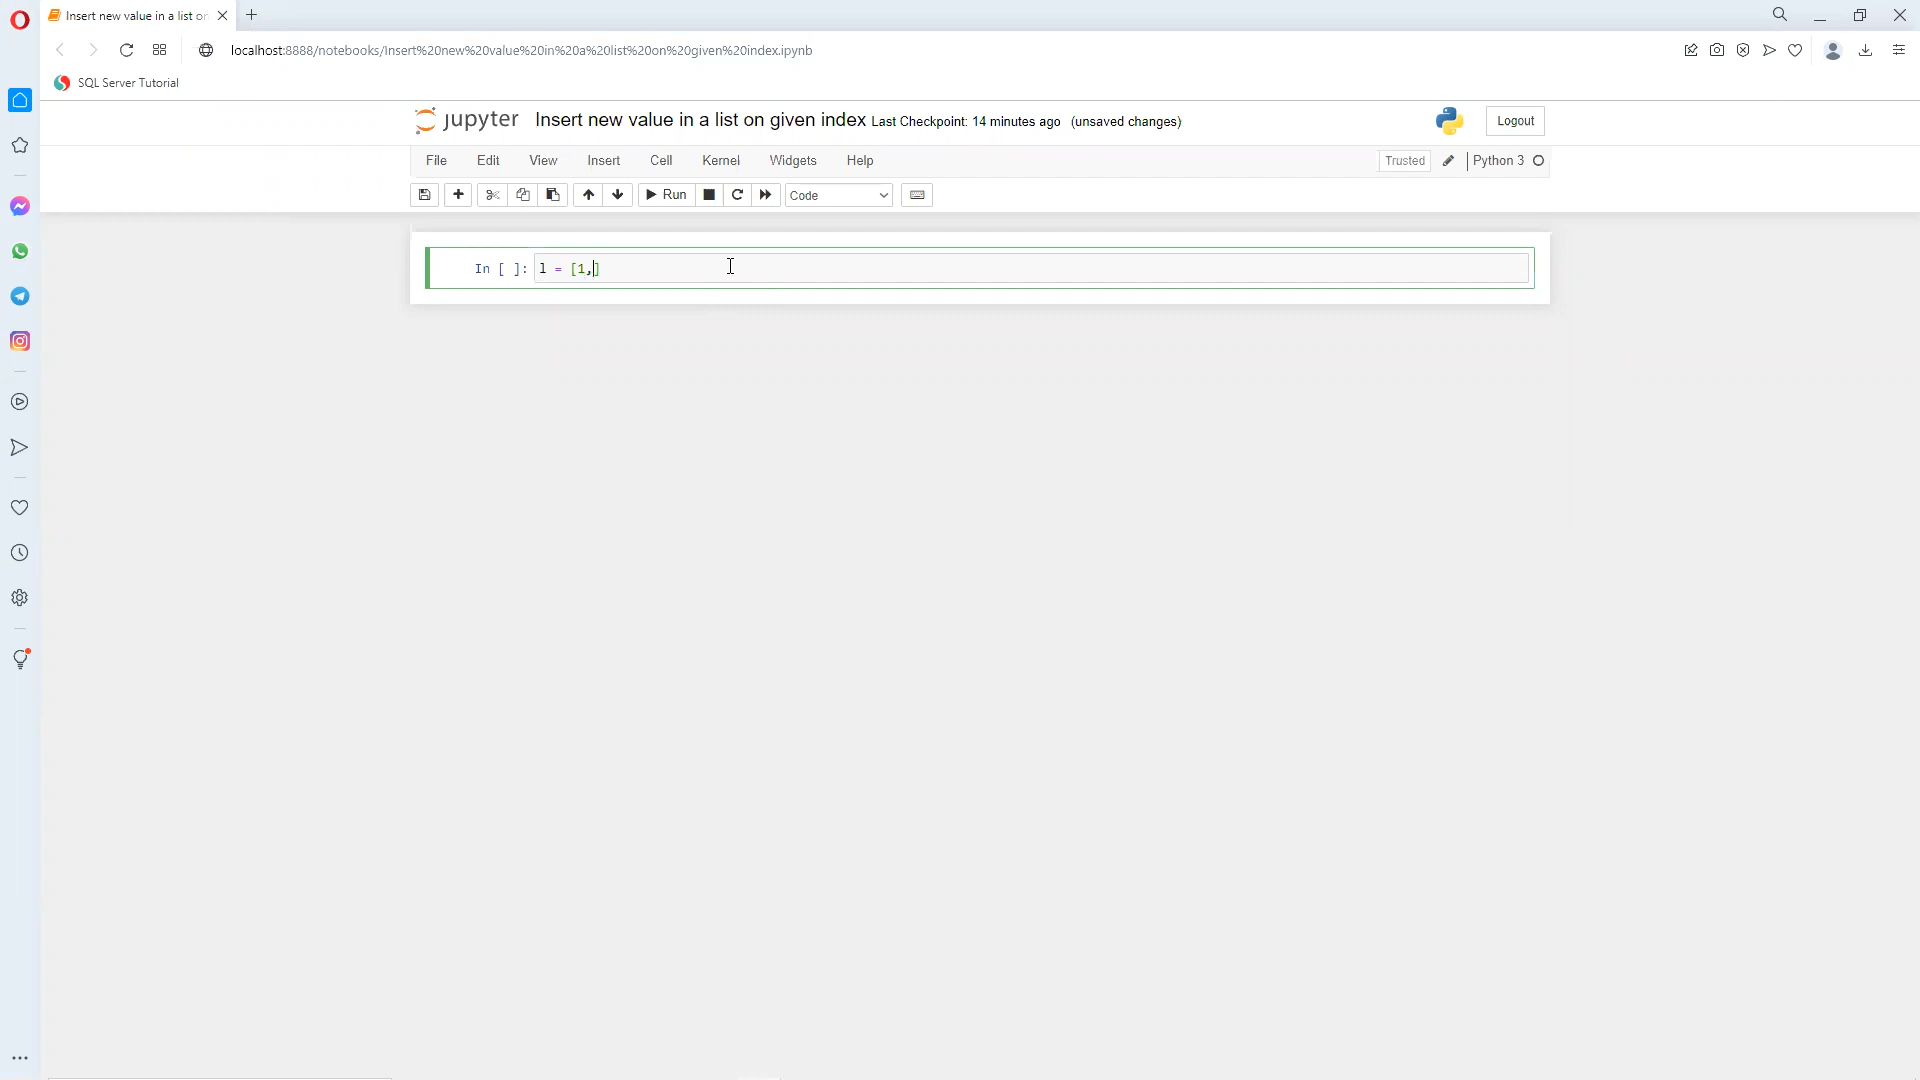 Insert new value in a list or
localhost:8888/notebooks/Insert%20new%20value%20in%20a%20list%20on%20given%20index.ipynb
SQL Server Tutorial
jupyter Insert new value in a list on given index Last Checkpoint: 14 minutes ago (unsaved changes) Logout
File Edit View Insert Cell Kernel Widgets Help Trusted Python 3
Run Code
In [ ]: l = [1,]